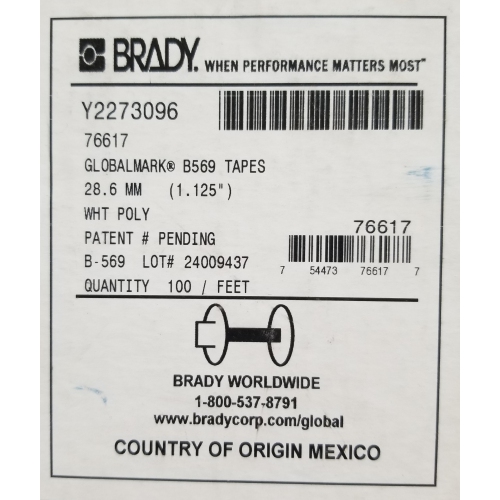 BRADY. WHEN PERFORMANCE MATTERS MOST™
Y2273096
76617
GLOBALMARK® B569 TAPES
28.6 MM (1.125")
WHT POLY
PATENT # PENDING
76617
B-569 LOT# 24009437
7 54473 76617 7
QUANTITY 100 / FEET
BRADY WORLDWIDE
1-800-537-8791
www.bradycorp.com/global
COUNTRY OF ORIGIN MEXICO